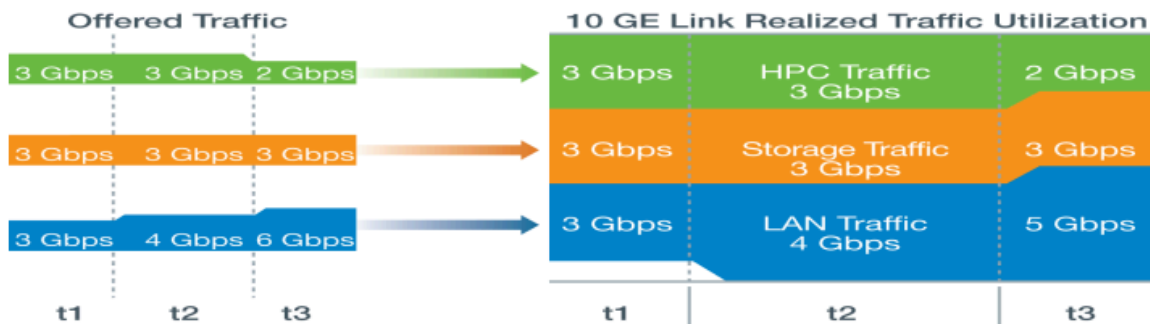 Offered Traffic
3 Gbps 3 Gbps 2 Gbps
3 Gbps 3 Gbps 3 Gbps
3 Gbps 4 Gbps 6 Gbps
t1 t2 t3
10 GE Link Realized Traffic Utilization
3 Gbps HPC Traffic 2 Gbps
3 Gbps
3 Gbps Storage Traffic 3 Gbps
3 Gbps
3 Gbps LAN Traffic 5 Gbps
4 Gbps
t1 t2 t3